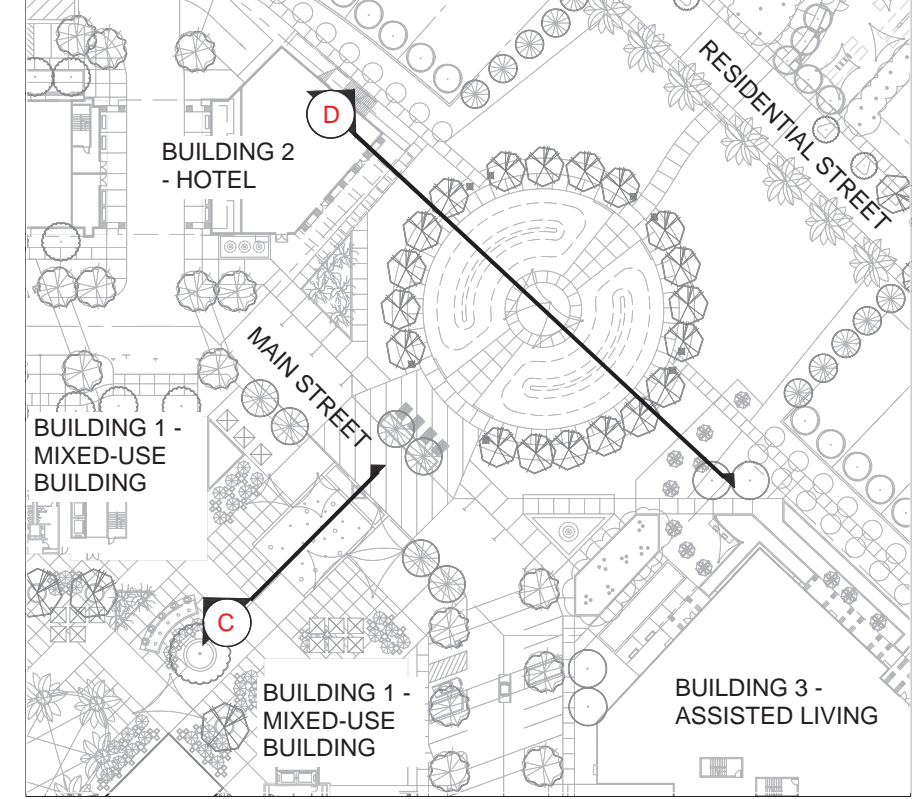 RESIDENTIAL STREET
D
BUILDING 2
- HOTEL
MAIN STREET
BUILDING 1 -
MIXED-USE
BUILDING
C
BUILDING 1 -
MIXED-USE
BUILDING
BUILDING 3 -
ASSISTED LIVING